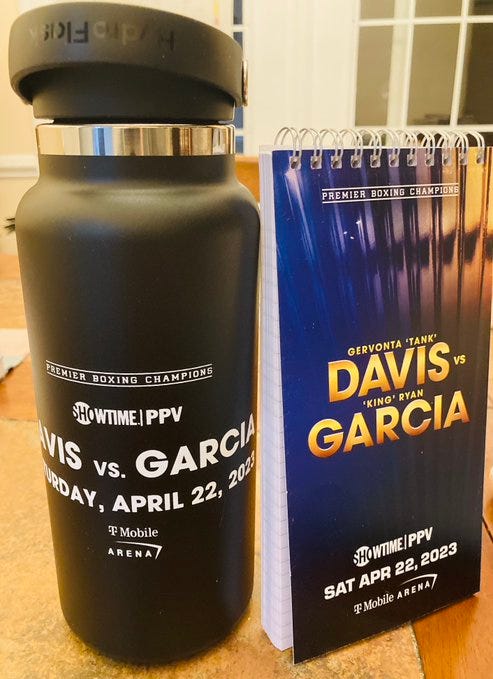 Hydro Flask
PREMIER BOXING CHAMPIONS
SHOWTIME PPV
AVIS VS. GARCIA
URDAY, APRIL 22, 2023
T Mobile
ARENA
PREMIER BOXING CHAMPIONS
GERVONTA 'TANK'
DAVIS VS
'KING' RYAN
GARCIA
SHOWTIME PPV
SAT APR 22, 2023
T Mobile ARENA